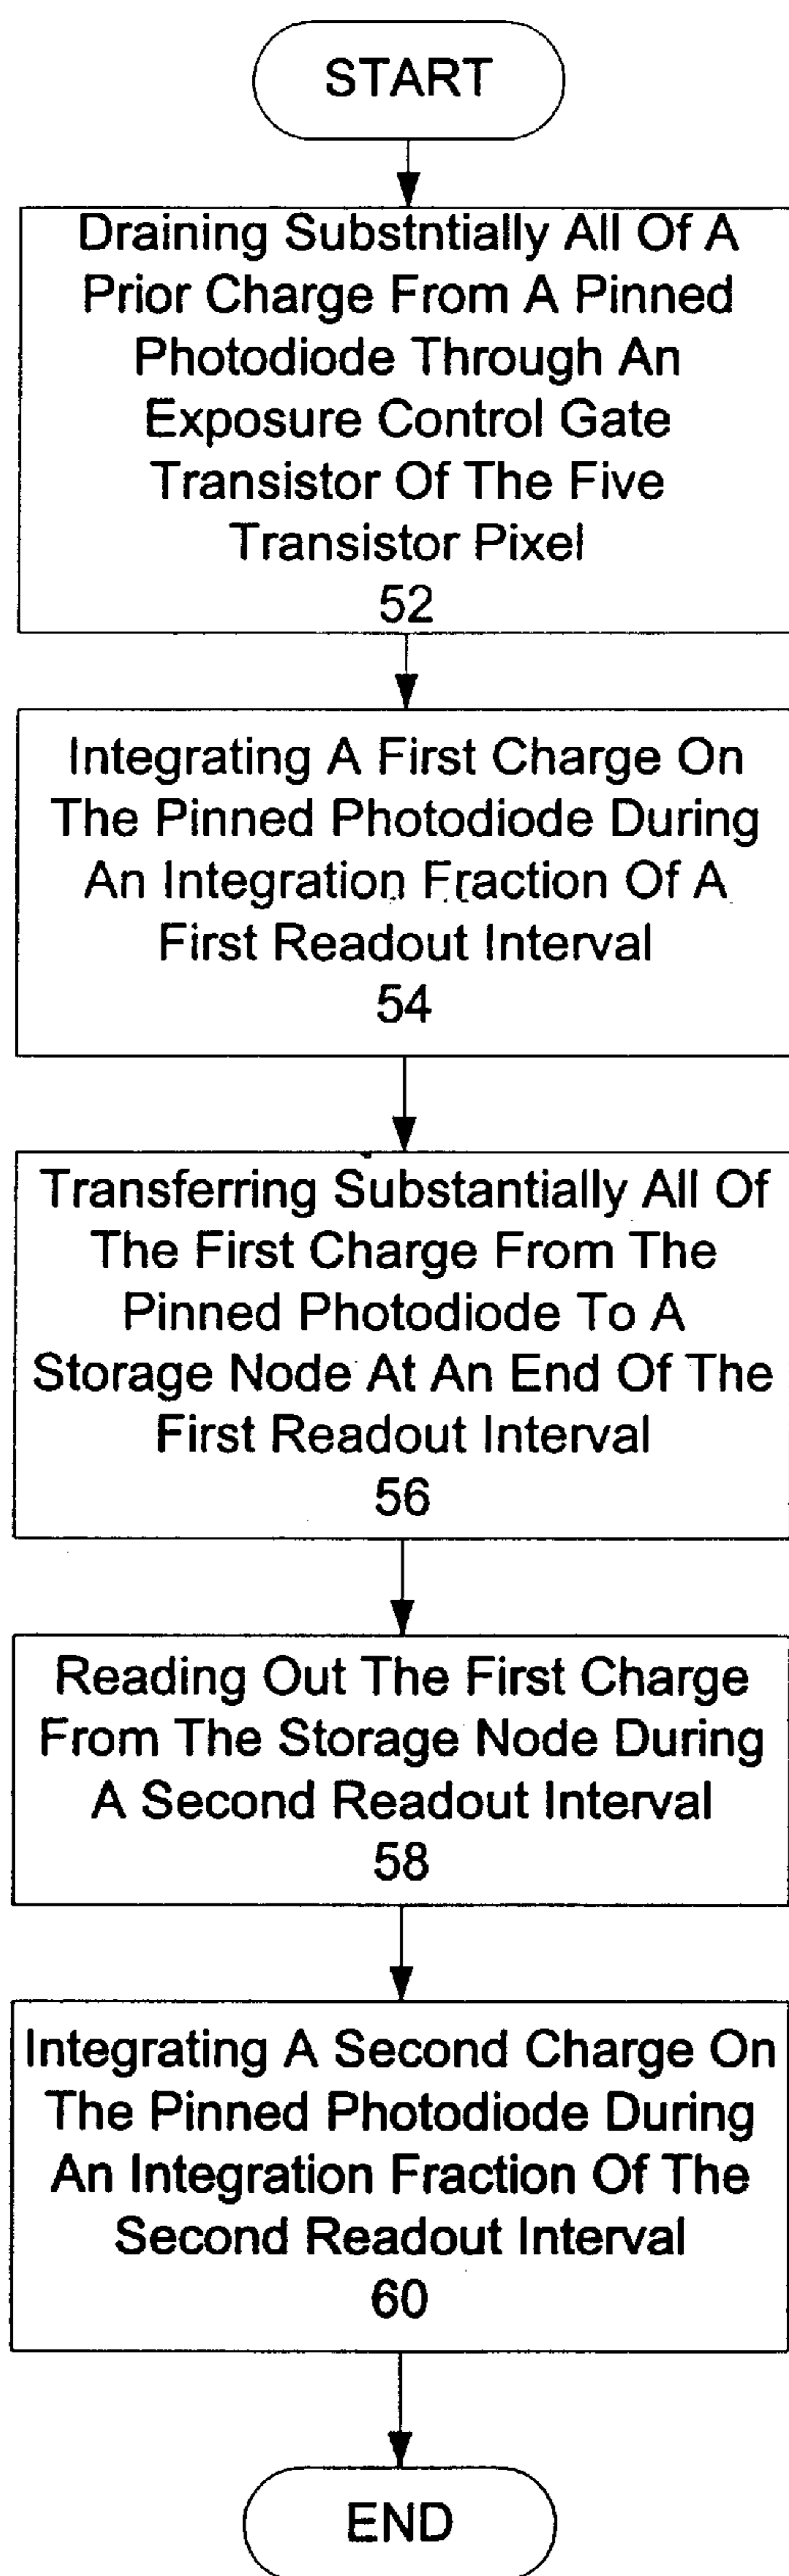 START
Draining Substntially All Of A
Prior Charge From A Pinned
Photodiode Through An
Exposure Control Gate
Transistor Of The Five
Transistor Pixel
52
Integrating A First Charge On
The Pinned Photodiode During
An Integration Fraction Of A
First Readout Interval
54
Transferring Substantially All Of
The First Charge From The
Pinned Photodiode To A
Storage Node At An End Of The
First Readout Interval
56
Reading Out The First Charge
From The Storage Node During
A Second Readout Interval
58
Integrating A Second Charge On
The Pinned Photodiode During
An Integration Fraction Of The
Second Readout Interval
60
END